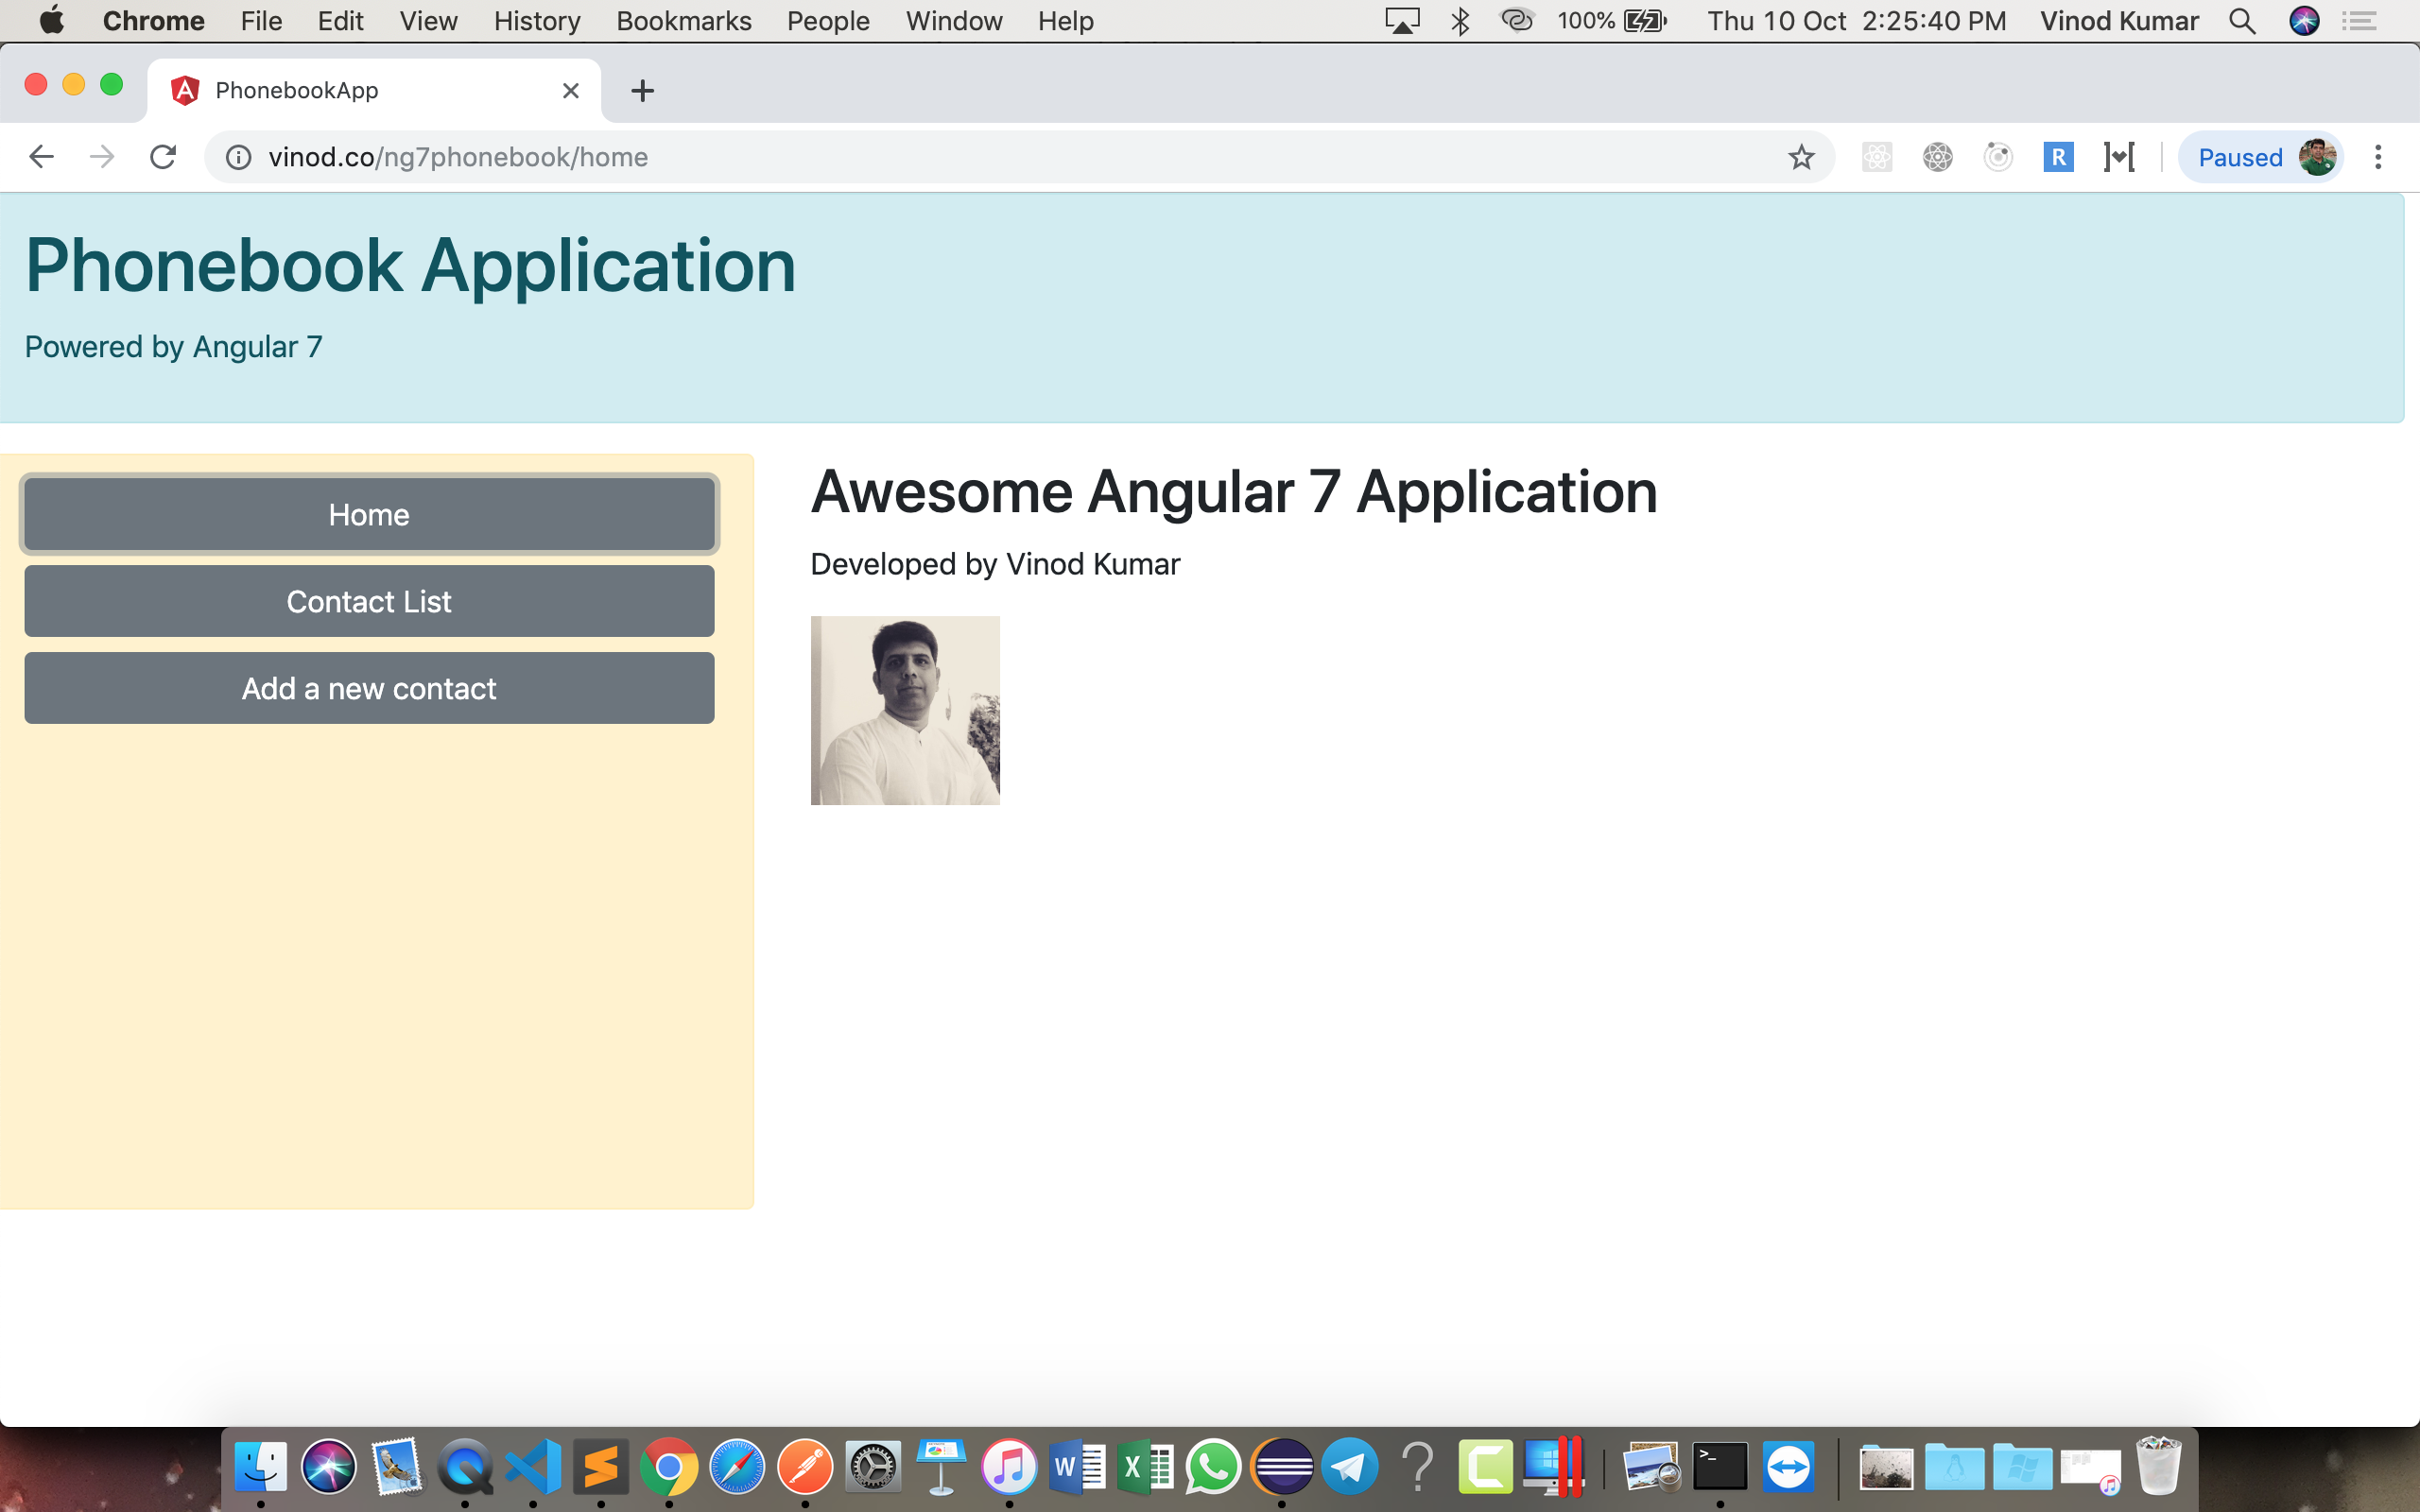 Chrome File Edit View History Bookmarks People Window Help 100% Thu 10 Oct 2:25:40 PM Vinod Kumar
PhonebookApp
vinod.co/ng7phonebook/home R Paused
Phonebook Application
Powered by Angular 7
Home
Contact List
Add a new contact
Awesome Angular 7 Application
Developed by Vinod Kumar